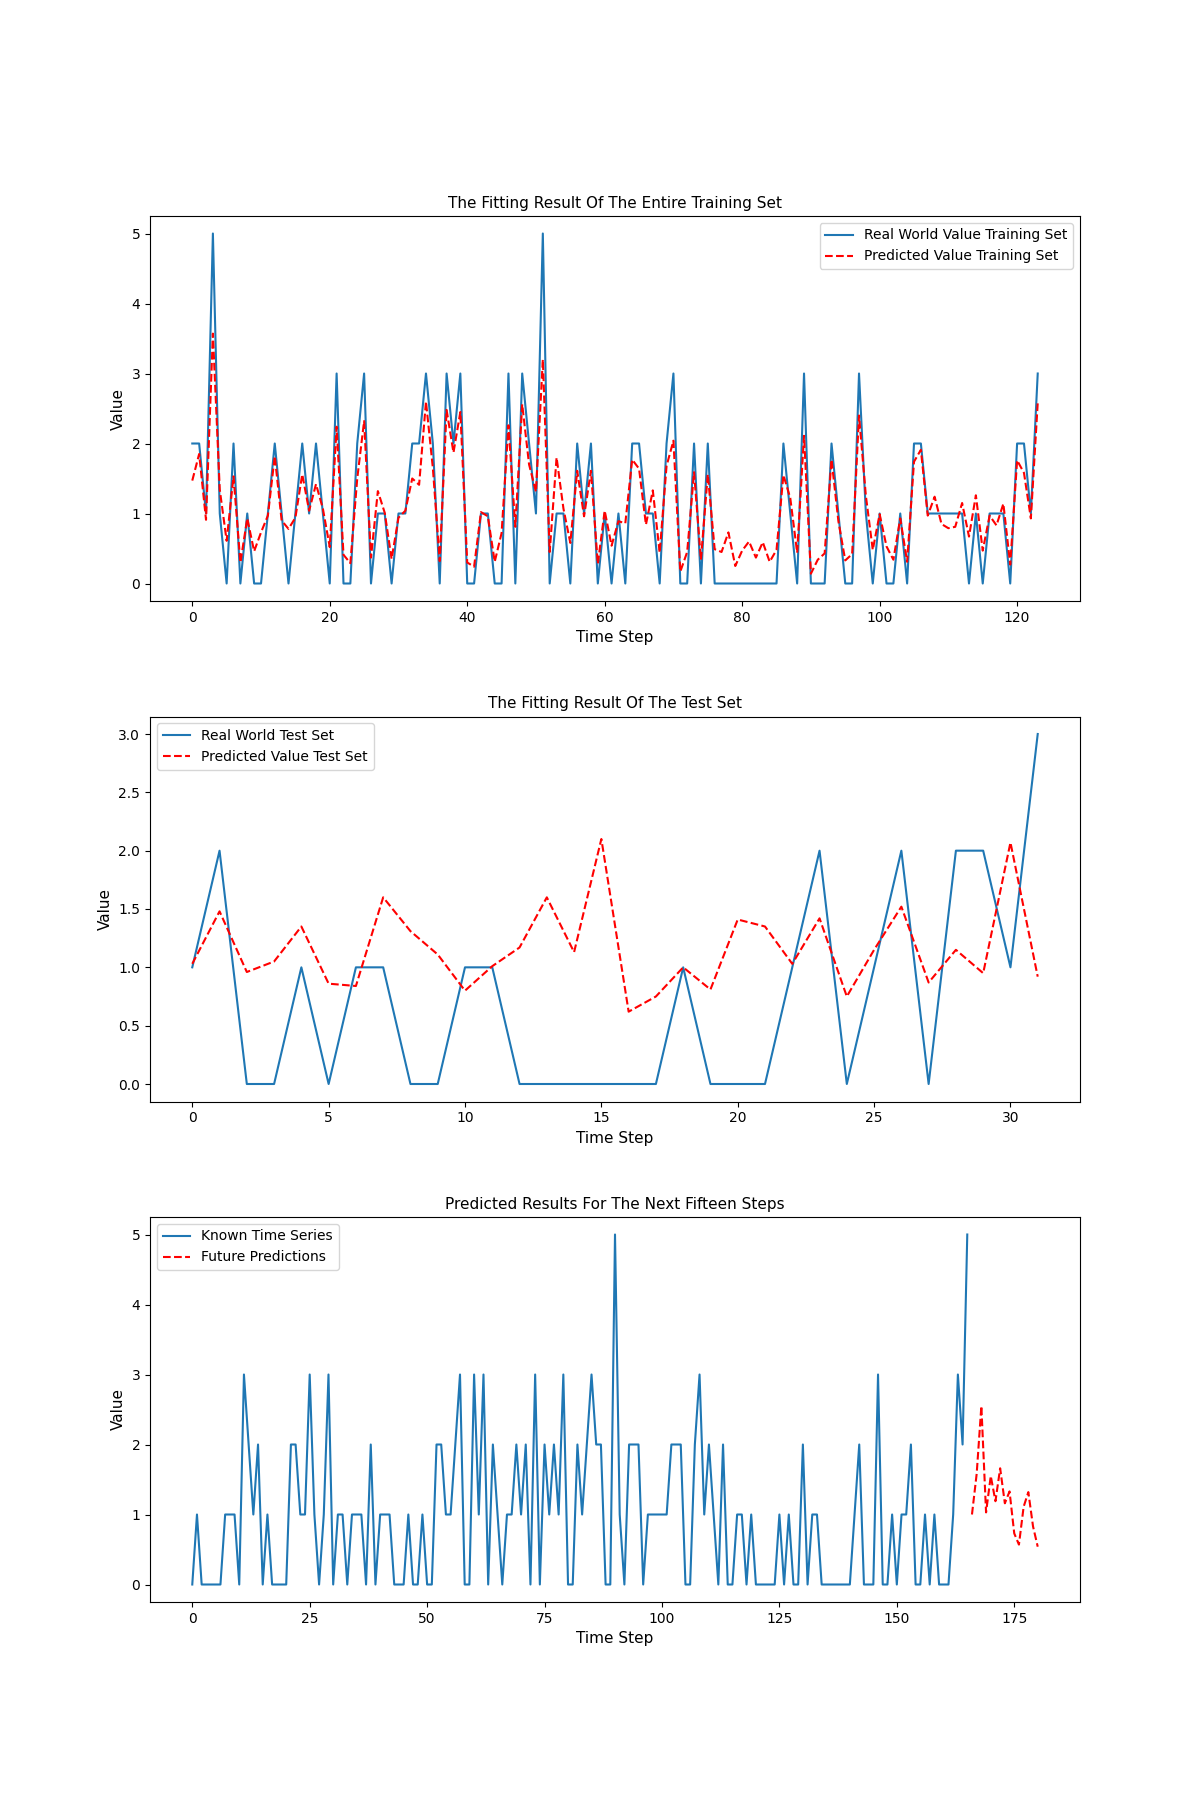 The Fitting Result Of The Entire Training Set
Real World Value Training Set
Predicted Value Training Set
5
4
3
2
1
0
Value
0 20 40 60 80 100 120
Time Step
The Fitting Result Of The Test Set
Real World Test Set
Predicted Value Test Set
3.0
2.5
2.0
1.5
1.0
0.5
0.0
Value
0 5 10 15 20 25 30
Time Step
Predicted Results For The Next Fifteen Steps
Known Time Series
Future Predictions
5
4
3
2
1
0
Value
0 25 50 75 100 125 150 175
Time Step